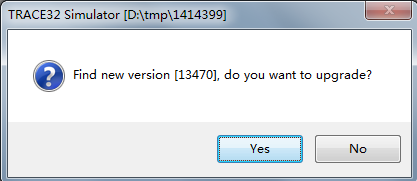 TRACE32 Simulator [D:\tmp\1414399]
Find new version [13470], do you want to upgrade?
Yes No